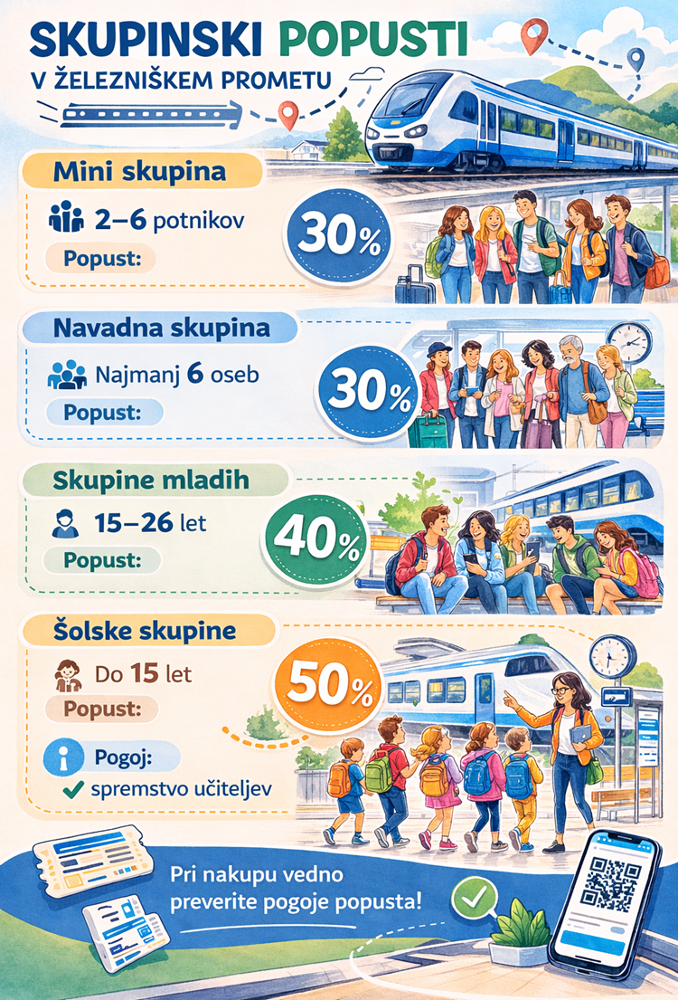 SKUPINSKI POPUSTI
V ŽELEZNIŠKEM PROMETU
Mini skupina
2–6 potnikov
30%
Popust:
Navadna skupina
Najmanj 6 oseb
30%
Popust:
Skupine mladih
15–26 let
40%
Popust:
Šolske skupine
Do 15 let
50%
Popust:
Pogoj:
spremstvo učiteljev
Pri nakupu vedno
preverite pogoje popusta!